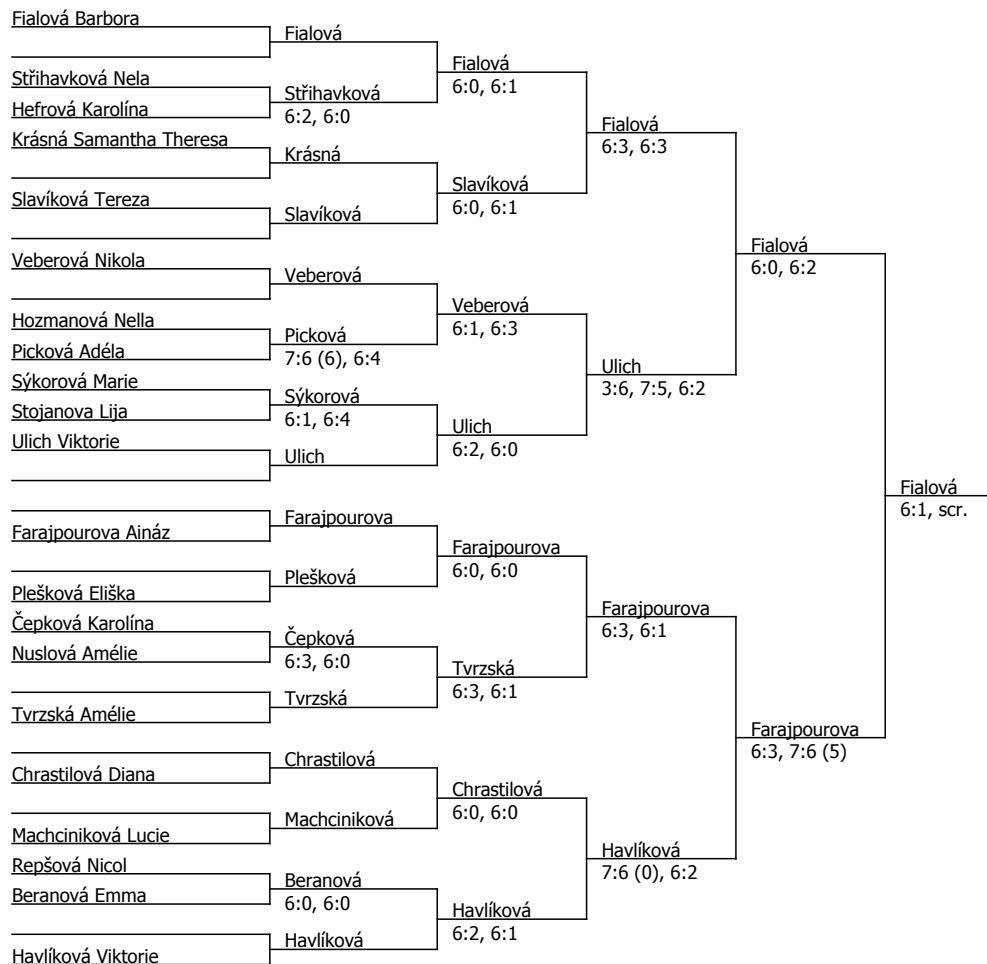 Fialová Barbora
Střihavková Nela
Hefrová Karolína
Krásná Samantha Theresa
Slavíková Tereza
Veberová Nikola
Hozmanová Nella
Picková Adéla
Sýkorová Marie
Stojanova Lija
Ulich Viktorie
Farajpourova Aináz
Plešková Eliška
Čepková Karolína
Nuslová Amélie
Tvrzská Amélie
Chrastilová Diana
Machciniková Lucie
Repšová Nicol
Beranová Emma
Havlíková Viktorie
Fialová
Střihavková
6:2, 6:0
Krásná
Slavíková
Veberová
Picková
7:6 (6), 6:4
Sýkorová
6:1, 6:4
Ulich
Farajpourova
Plešková
Čepková
6:3, 6:0
Tvrzská
Chrastilová
Machciniková
Beranová
6:0, 6:0
Havlíková
Fialová
6:0, 6:1
Slavíková
6:0, 6:1
Veberová
6:1, 6:3
Ulich
6:2, 6:0
Farajpourova
6:0, 6:0
Tvrzská
6:3, 6:1
Chrastilová
6:0, 6:0
Havlíková
6:2, 6:1
Fialová
6:3, 6:3
Ulich
3:6, 7:5, 6:2
Farajpourova
6:3, 6:1
Havlíková
7:6 (0), 6:2
Fialová
6:0, 6:2
Farajpourova
6:3, 7:6 (5)
Fialová
6:1, scr.